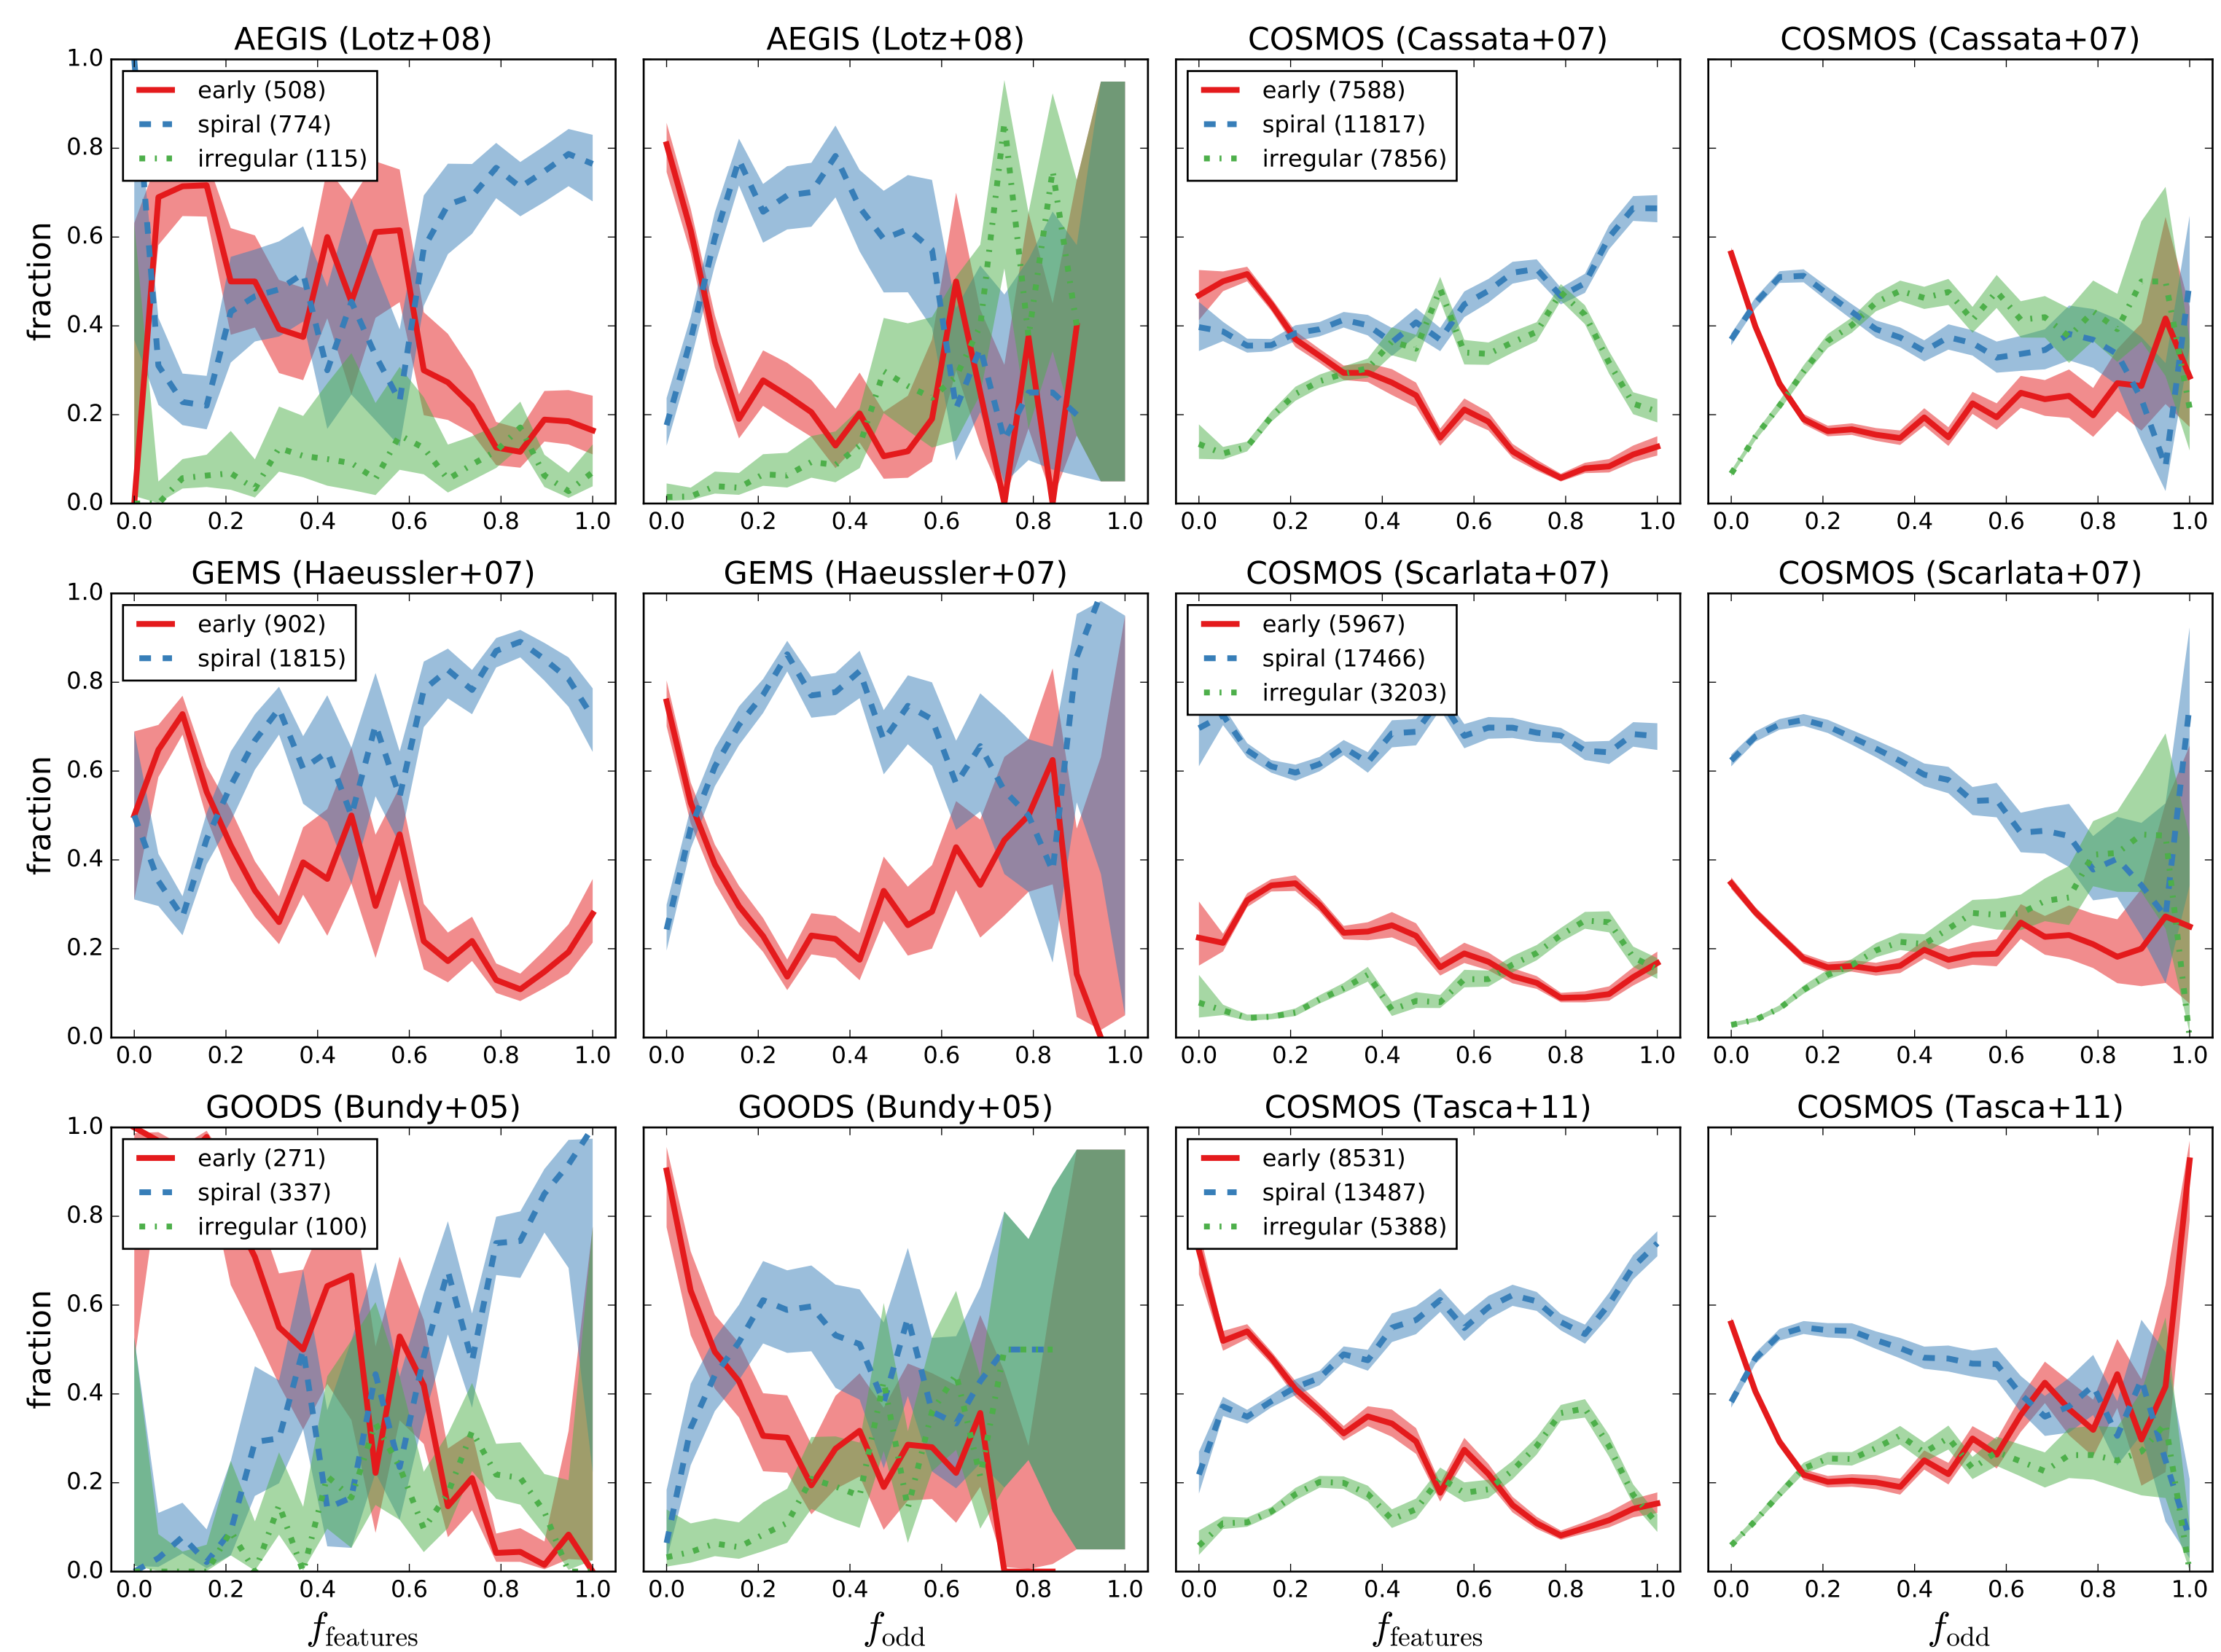 AEGIS (Lotz+08)
AEGIS (Lotz+08)
COSMOS (Cassata+07)
COSMOS (Cassata+07)
fraction
1.0
0.8
0.6
0.4
0.2
0.0
early (508)
spiral (774)
irregular (115)
early (7588)
spiral (11817)
irregular (7856)
0.0 0.2 0.4 0.6 0.8 1.0
0.0 0.2 0.4 0.6 0.8 1.0
0.0 0.2 0.4 0.6 0.8 1.0
0.0 0.2 0.4 0.6 0.8 1.0
GEMS (Haeussler+07)
GEMS (Haeussler+07)
COSMOS (Scarlata+07)
COSMOS (Scarlata+07)
fraction
1.0
0.8
0.6
0.4
0.2
0.0
early (902)
spiral (1815)
early (5967)
spiral (17466)
irregular (3203)
0.0 0.2 0.4 0.6 0.8 1.0
0.0 0.2 0.4 0.6 0.8 1.0
0.0 0.2 0.4 0.6 0.8 1.0
0.0 0.2 0.4 0.6 0.8 1.0
GOODS (Bundy+05)
GOODS (Bundy+05)
COSMOS (Tasca+11)
COSMOS (Tasca+11)
fraction
1.0
0.8
0.6
0.4
0.2
0.0
early (271)
spiral (337)
irregular (100)
early (8531)
spiral (13487)
irregular (5388)
0.0 0.2 0.4 0.6 0.8 1.0
0.0 0.2 0.4 0.6 0.8 1.0
0.0 0.2 0.4 0.6 0.8 1.0
0.0 0.2 0.4 0.6 0.8 1.0
f_features
f_odd
f_features
f_odd